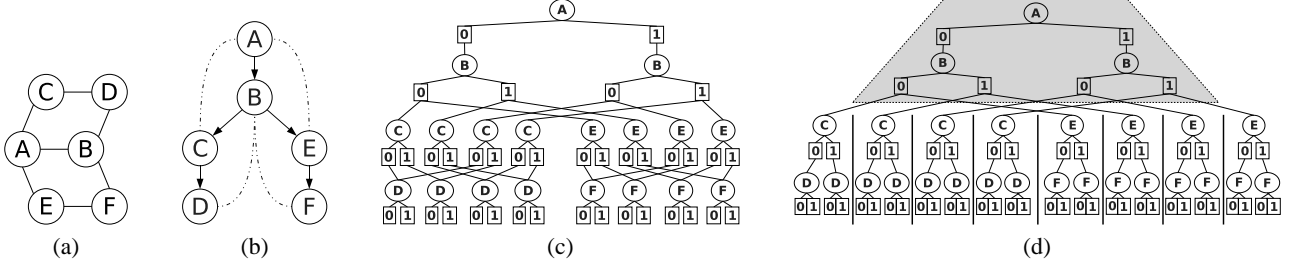 C D
A B
E F
(a)
A
B
C E
D F
(b)
A
0 1
B B
0 1 0 1
C C C C E E E E
0 1 0 1 0 1 0 1 0 1 0 1 0 1 0 1
D D D D F F F F
0 1 0 1 0 1 0 1 0 1 0 1 0 1 0 1
(c)
A
0 1
B B
0 1 0 1
C C C C E E E E
0 1 0 1 0 1 0 1 0 1 0 1 0 1 0 1
D D D D D D D D F F F F F F F F
0 1 0 1 0 1 0 1 0 1 0 1 0 1 0 1 0 1 0 1 0 1 0 1 0 1 0 1 0 1 0 1
(d)